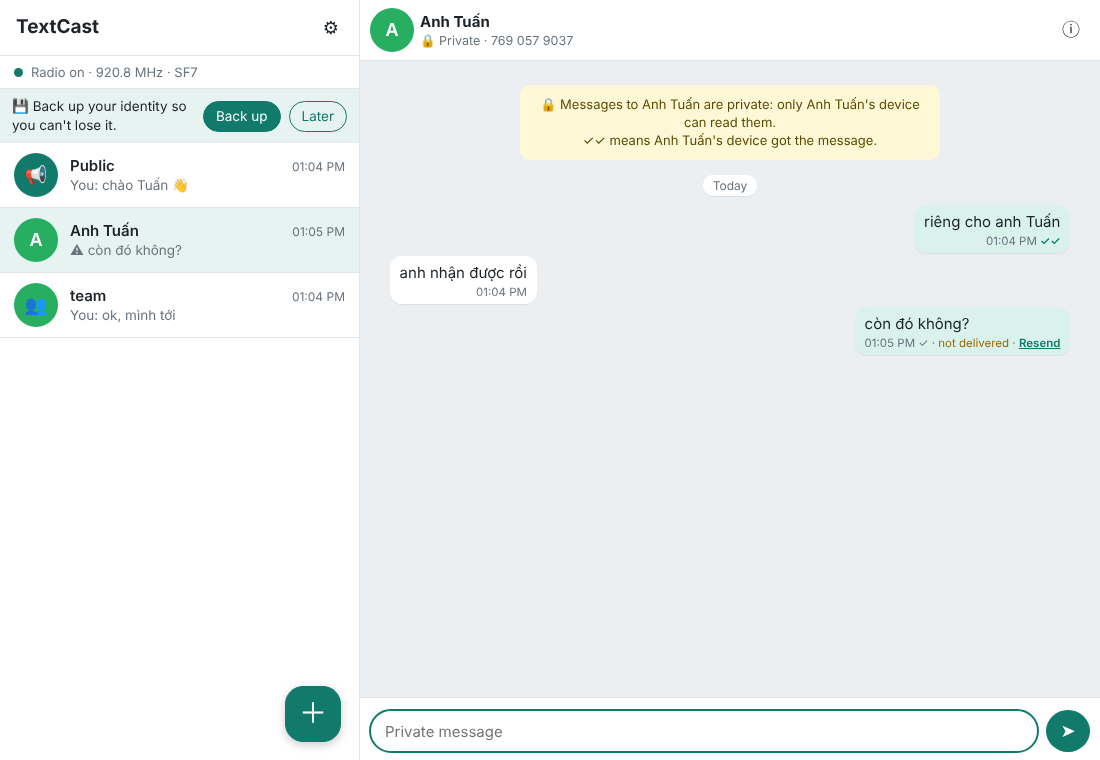 TextCast
⚙
Radio on · 920.8 MHz · SF7
💾 Back up your identity so
you can't lose it.
Back up
Later
📢
Public
01:04 PM
You: chào Tuấn 👋
A
Anh Tuấn
01:05 PM
⚠ còn đó không?
👥
team
01:04 PM
You: ok, mình tới
+
A
Anh Tuấn
🔒 Private · 769 057 9037
ⓘ
🔒 Messages to Anh Tuấn are private: only Anh Tuấn's device
can read them.
✓✓ means Anh Tuấn's device got the message.
Today
riêng cho anh Tuấn
01:04 PM ✓✓
anh nhận được rồi
01:04 PM
còn đó không?
01:05 PM ✓ · not delivered · Resend
Private message
➤